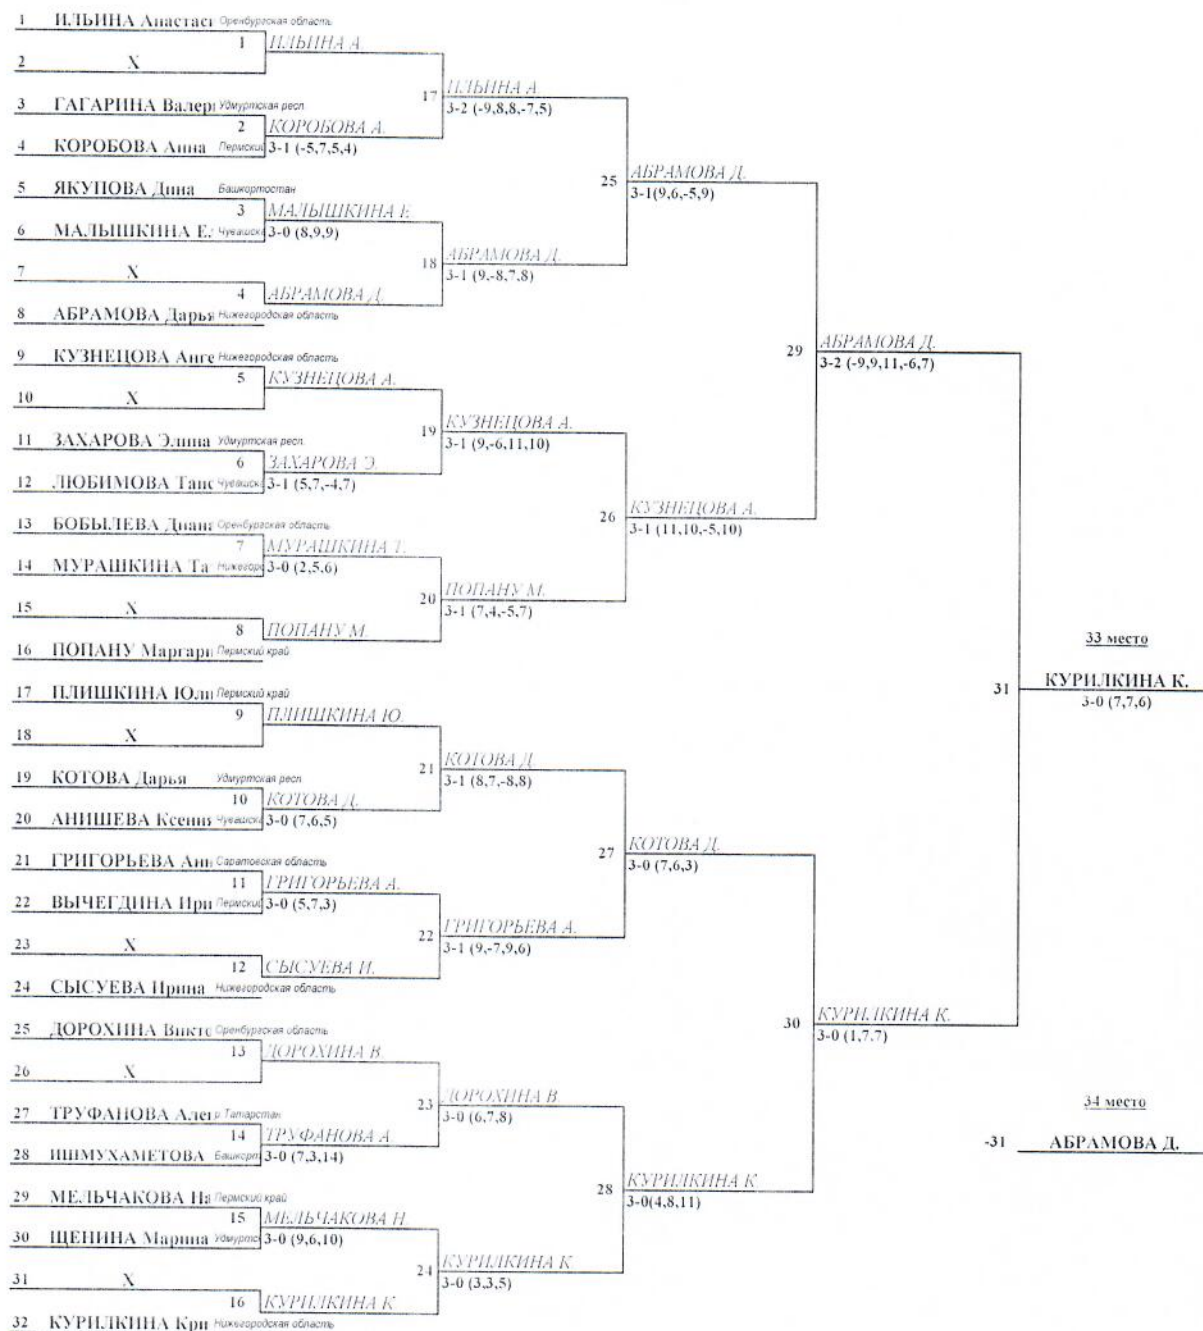 1 ИЛЬИНА Анастас Оренбургская область
1 ИЛЬИНА А.
2 X
17 ИЛЬИНА А.
3-2 (-9,8,8,-7,5)
3 ГАГАРИНА Валер Удмуртская респ.
2 КОРОБОВА А.
4 КОРОБОВА Анна Пермский 3-1 (-5,7,5,4)
25 АБРАМОВА Д.
3-1(9,6,-5,9)
5 ЯКУПОВА Дина Башкортостан
3 МАЛЫШКИНА Е
6 МАЛЫШКИНА Е Чувашск 3-0 (8,9,9)
18 АБРАМОВА Д.
3-1 (9,-8,7,8)
7 X
4 АБРАМОВА Д.
8 АБРАМОВА Дарья Нижегородская область
29 АБРАМОВА Д.
3-2 (-9,9,11,-6,7)
9 КУЗНЕЦОВА Анге Нижегородская область
5 КУЗНЕЦОВА А.
10 X
19 КУЗНЕЦОВА А.
3-1 (9,-6,11,10)
11 ЗАХАРОВА Элина Удмуртская респ.
6 ЗАХАРОВА Э.
12 ЛЮБИМОВА Таис Чувашск 3-1 (5,7,-4,7)
26 КУЗНЕЦОВА А.
3-1 (11,10,-5,10)
13 БОБЫЛЕВА Диана Оренбургская область
7 МУРАШКИНА Т.
14 МУРАШКИНА Та Нижегоро 3-0 (2,5,6)
20 ПОПАНУ М.
3-1 (7,4,-5,7)
15 X
8 ПОПАНУ М.
16 ПОПАНУ Маргари Пермский край
33 место
31 КУРИЛКИНА К.
3-0 (7,7,6)
17 ПЛИШКИНА Юли Пермский край
9 ПЛИШКИНА Ю.
18 X
21 КОТОВА Д.
3-1 (8,7,-8,8)
19 КОТОВА Дарья Удмуртская респ
10 КОТОВА Д.
20 АНИШЕВА Ксения Чувашск 3-0 (7,6,5)
27 КОТОВА Д.
3-0 (7,6,3)
21 ГРИГОРЬЕВА Анн Саратовская область
11 ГРИГОРЬЕВА А.
22 ВЫЧЕГДИНА Ири Пермский 3-0 (5,7,3)
22 ГРИГОРЬЕВА А.
3-1 (9,-7,9,6)
23 X
12 СЫСУЕВА И.
24 СЫСУЕВА Ирина Нижегородская область
30 КУРИЛКИНА К.
3-0 (1,7,7)
25 ДОРОХИНА Викто Оренбургская область
13 ДОРОХИНА В
26 X
23 ДОРОХИНА В
3-0 (6,7,8)
27 ТРУФАНОВА Але р.Татарстан
14 ТРУФАНОВА А
28 ИШМУХАМЕТОВА Башкорт 3-0 (7,3,14)
34 место
-31 АБРАМОВА Д.
28 КУРИЛКИНА К
3-0(4,8,11)
29 МЕЛЬЧАКОВА На Пермский край
15 МЕЛЬЧАКОВА Н
30 ЩЕНИНА Марина Удмуртс 3-0 (9,6,10)
24 КУРИЛКИНА К
3-0 (3,3,5)
31 X
16 КУРИЛКИНА К
32 КУРИЛКИНА Кри Нижегородская область